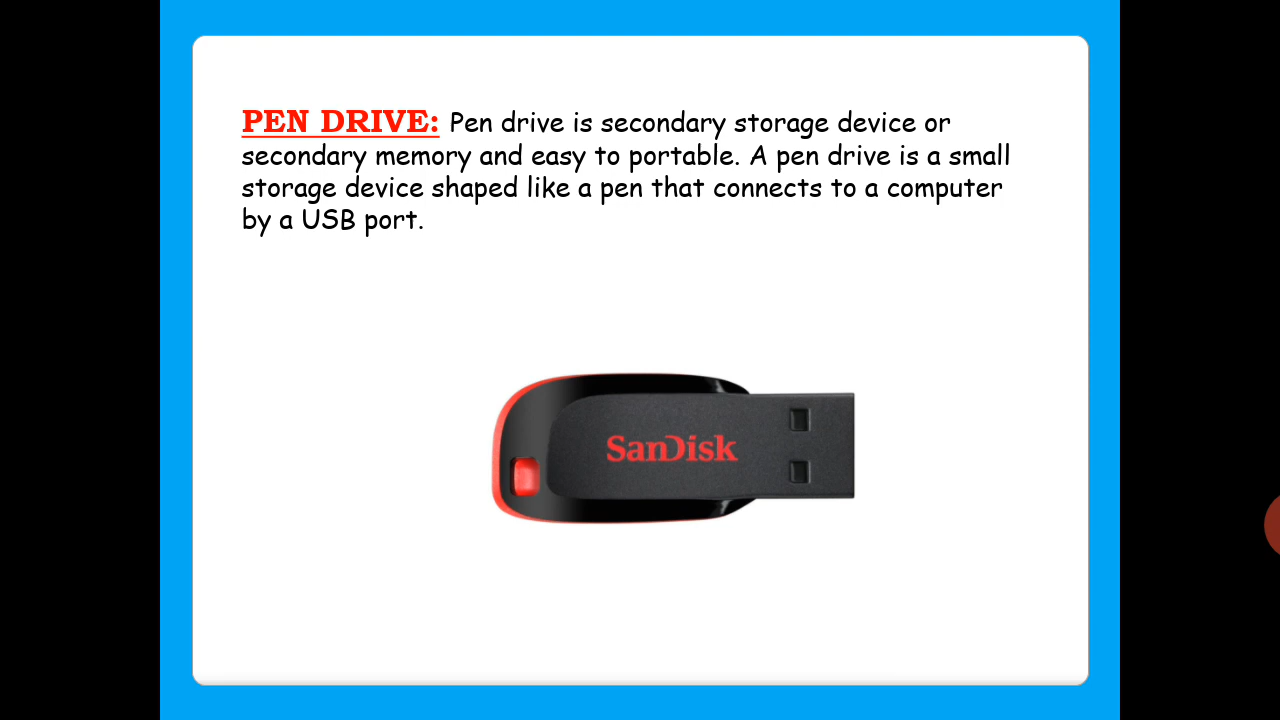 PEN DRIVE: Pen drive is secondary storage device or
secondary memory and easy to portable. A pen drive is a small
storage device shaped like a pen that connects to a computer
by a USB port.
SanDisk